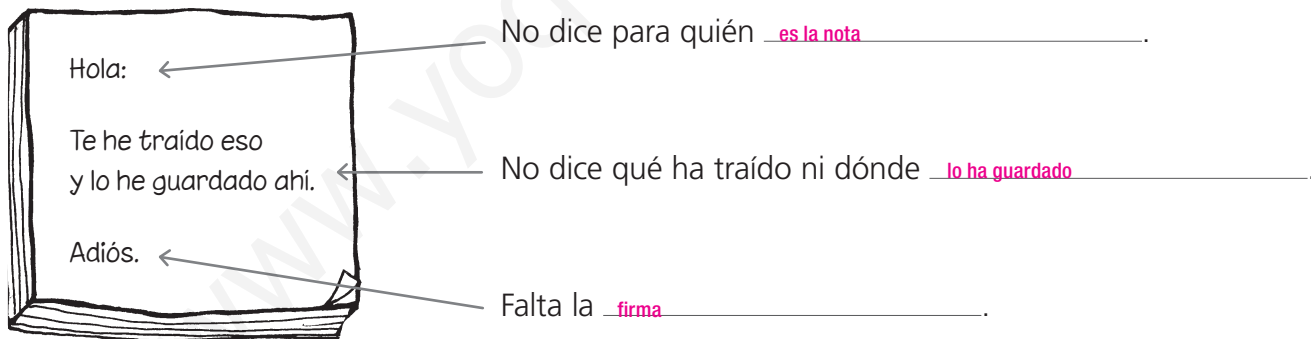 No dice para quién es la nota.
Hola:
Te he traído eso
y lo he guardado ahí.
No dice qué ha traído ni dónde lo ha guardado.
Adiós.
Falta la firma.